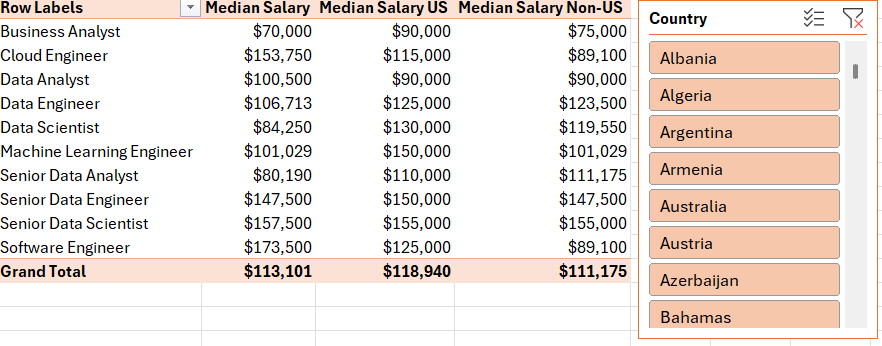 Row Labels Median Salary Median Salary US Median Salary Non-US
Business Analyst $70,000 $90,000 $75,000
Cloud Engineer $153,750 $115,000 $89,100
Data Analyst $100,500 $90,000 $90,000
Data Engineer $106,713 $125,000 $123,500
Data Scientist $84,250 $130,000 $119,550
Machine Learning Engineer $101,029 $150,000 $101,029
Senior Data Analyst $80,190 $110,000 $111,175
Senior Data Engineer $147,500 $150,000 $147,500
Senior Data Scientist $157,500 $155,000 $155,000
Software Engineer $173,500 $125,000 $89,100
Grand Total $113,101 $118,940 $111,175
Country
Albania
Algeria
Argentina
Armenia
Australia
Austria
Azerbaijan
Bahamas